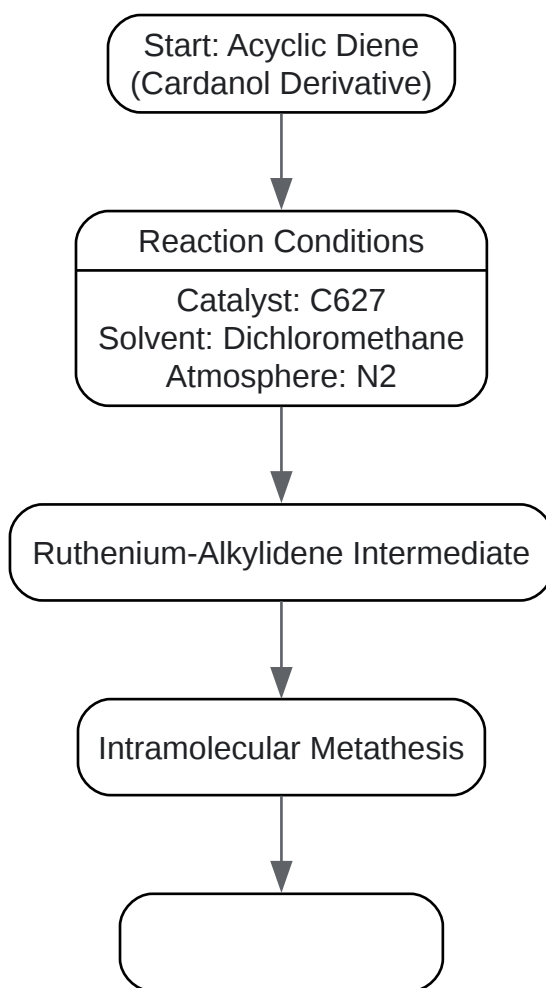 Start: Acyclic Diene
(Cardanol Derivative)
Reaction Conditions
Catalyst: C627
Solvent: Dichloromethane
Atmosphere: N2
Ruthenium-Alkylidene Intermediate
Intramolecular Metathesis